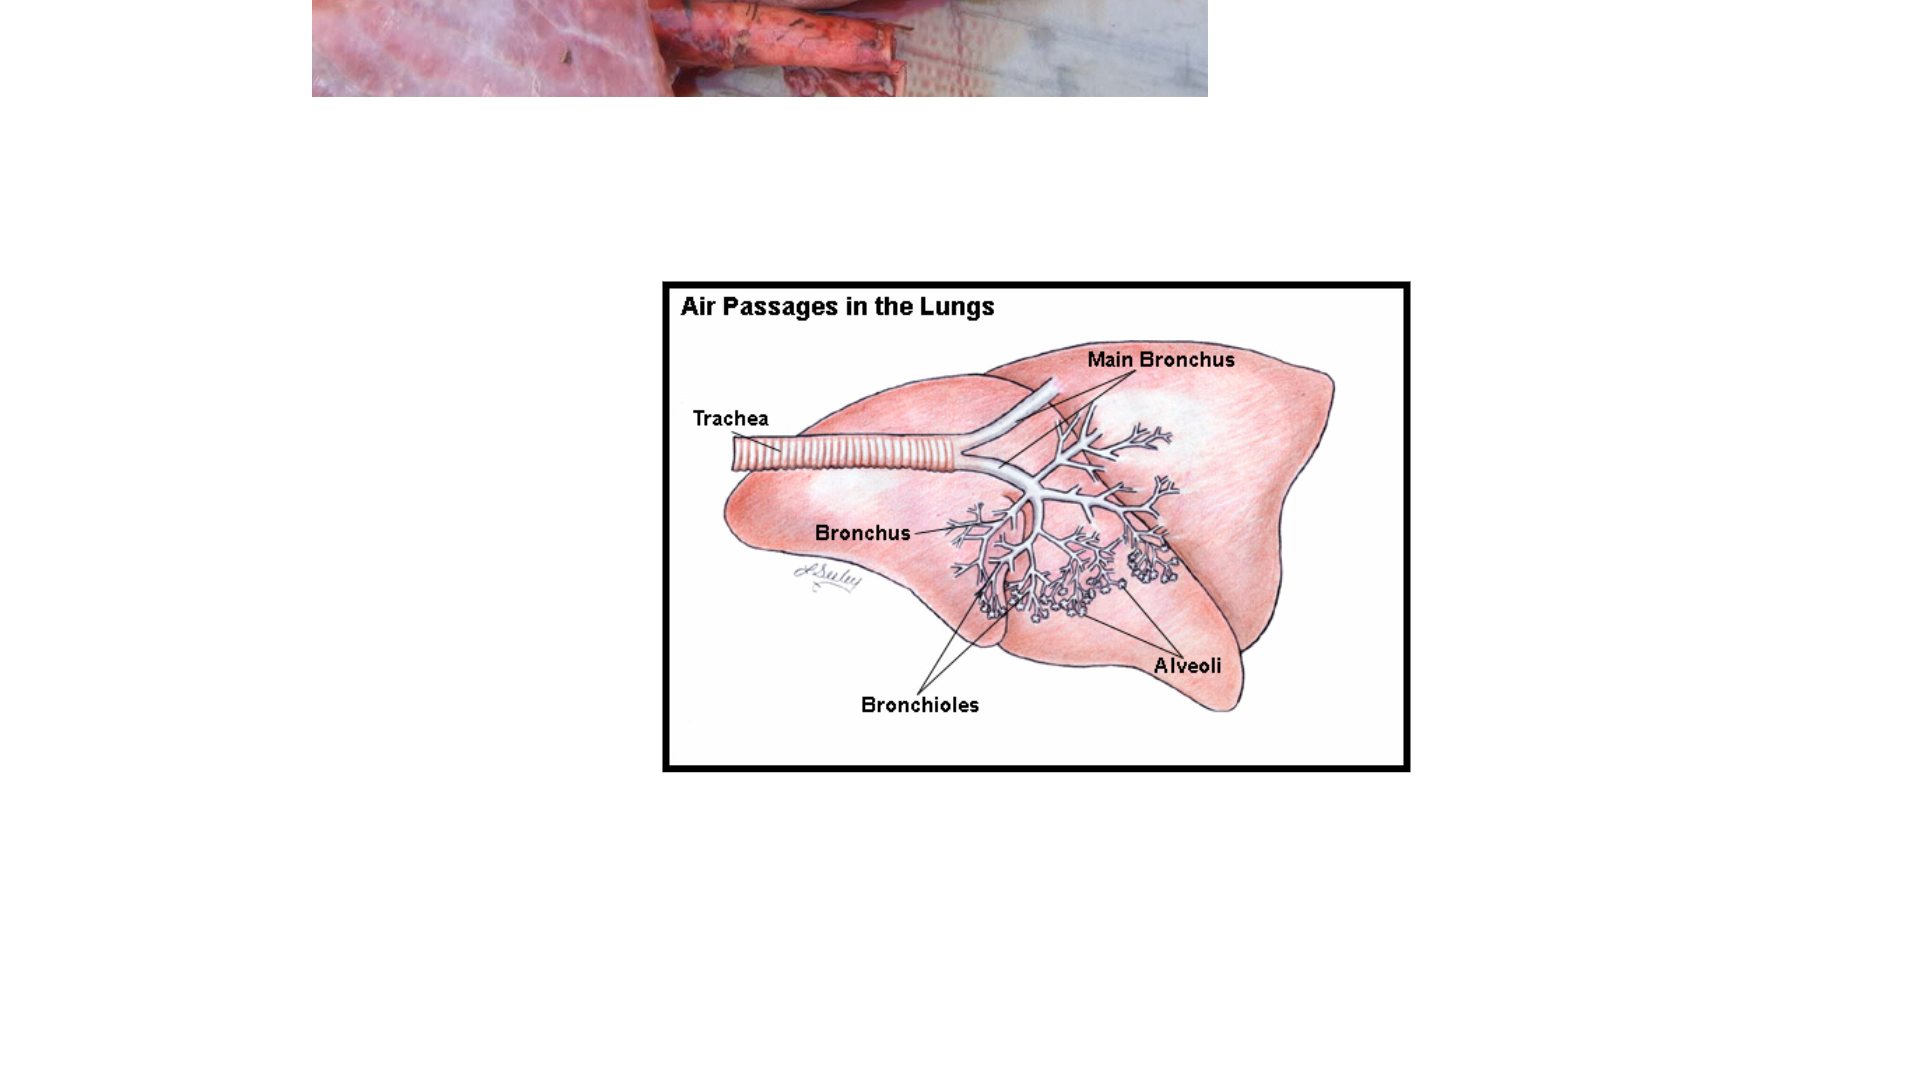 Air Passages in the Lungs
Main Bronchus
Trachea
Bronchus
Alveoli
Bronchioles